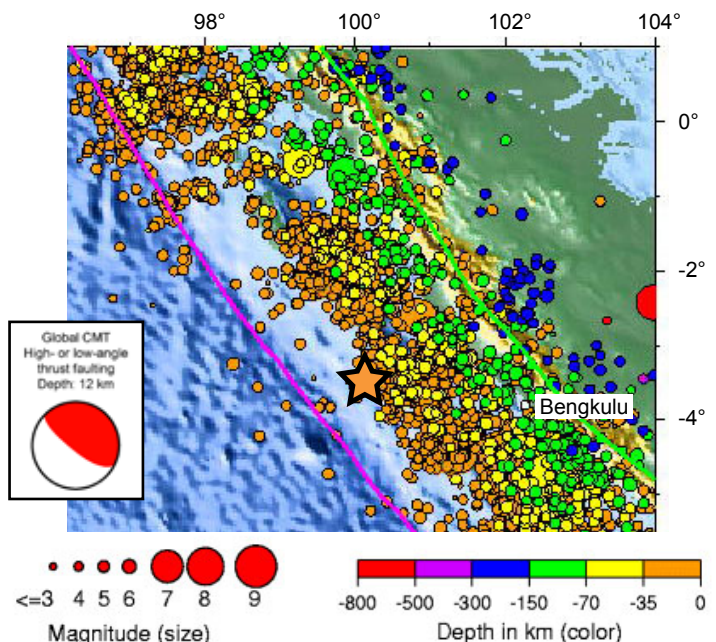 98° 100° 102° 104°
0°
-2°
Global CMT
High- or low-angle
thrust faulting
Depth: 12 km
Bengkulu
-4°
<=3 4 5 6 7 8 9
Magnitude (size)
-800 -500 -300 -150 -70 -35 0
Depth in km (color)